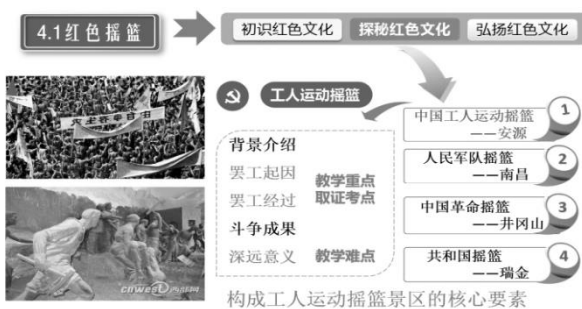 4.1红色摇篮
初识红色文化
探秘红色文化
弘扬红色文化
工人运动摇篮
背景介绍
罢工起因
罢工经过
斗争成果
深远意义
教学重点
取证考点
教学难点
1
中国工人运动摇篮
——安源
2
人民军队摇篮
——南昌
3
中国革命摇篮
——井冈山
4
共和国摇篮
——瑞金
cnwest
西部网
构成工人运动摇篮景区的核心要素